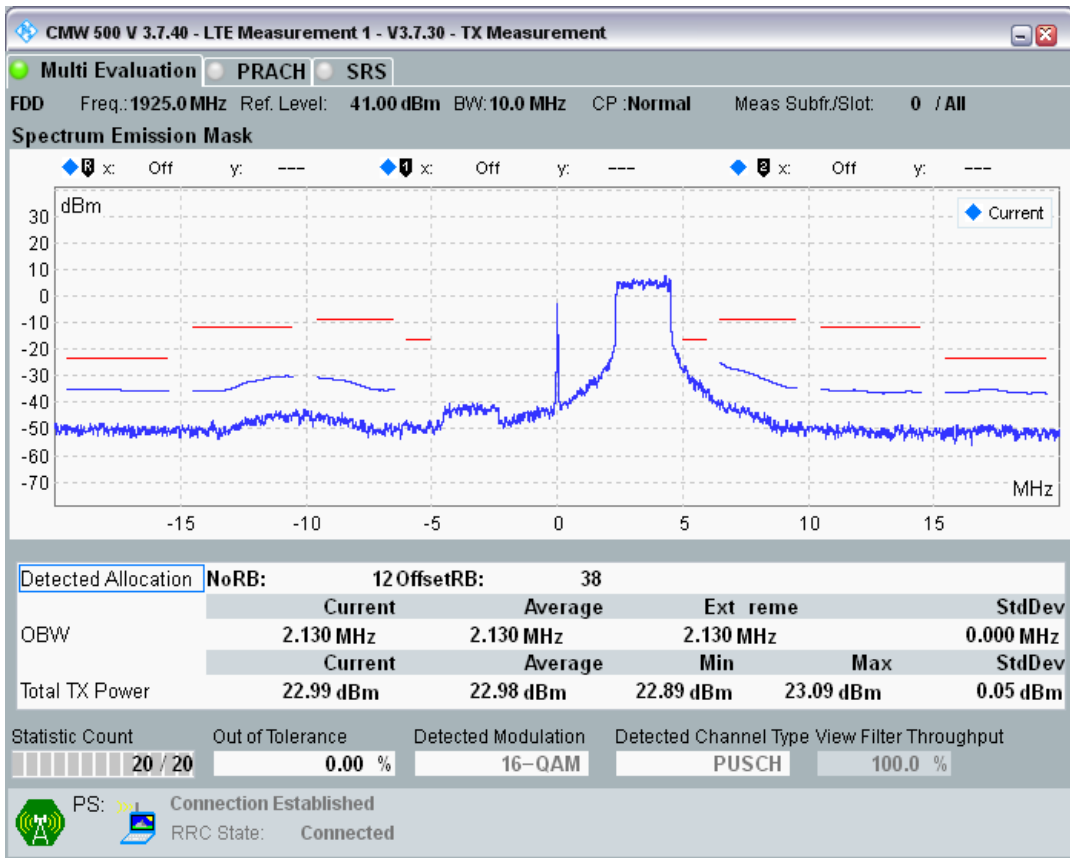 CMW 500 V 3.7.40 - LTE Measurement 1 - V3.7.30 - TX Measurement
Multi Evaluation PRACH SRS
FDD Freq.: 1925.0 MHz Ref. Level: 41.00 dBm BW: 10.0 MHz CP : Normal Meas Subfr./Slot: 0 / All
Spectrum Emission Mask
R x: Off y: --- 1 x: Off y: --- 2 x: Off y: ---
dBm
Current
30
20
10
0
-10
-20
-30
-40
-50
-60
-70
MHz
-15 -10 -5 0 5 10 15
Detected Allocation NoRB: 12 OffsetRB: 38
Current Average Ext reme StdDev
OBW 2.130 MHz 2.130 MHz 2.130 MHz 0.000 MHz
Current Average Min Max StdDev
Total TX Power 22.99 dBm 22.98 dBm 22.89 dBm 23.09 dBm 0.05 dBm
Statistic Count Out of Tolerance Detected Modulation Detected Channel Type View Filter Throughput
20 / 20 0.00 % 16-QAM PUSCH 100.0 %
PS: Connection Established
RRC State: Connected